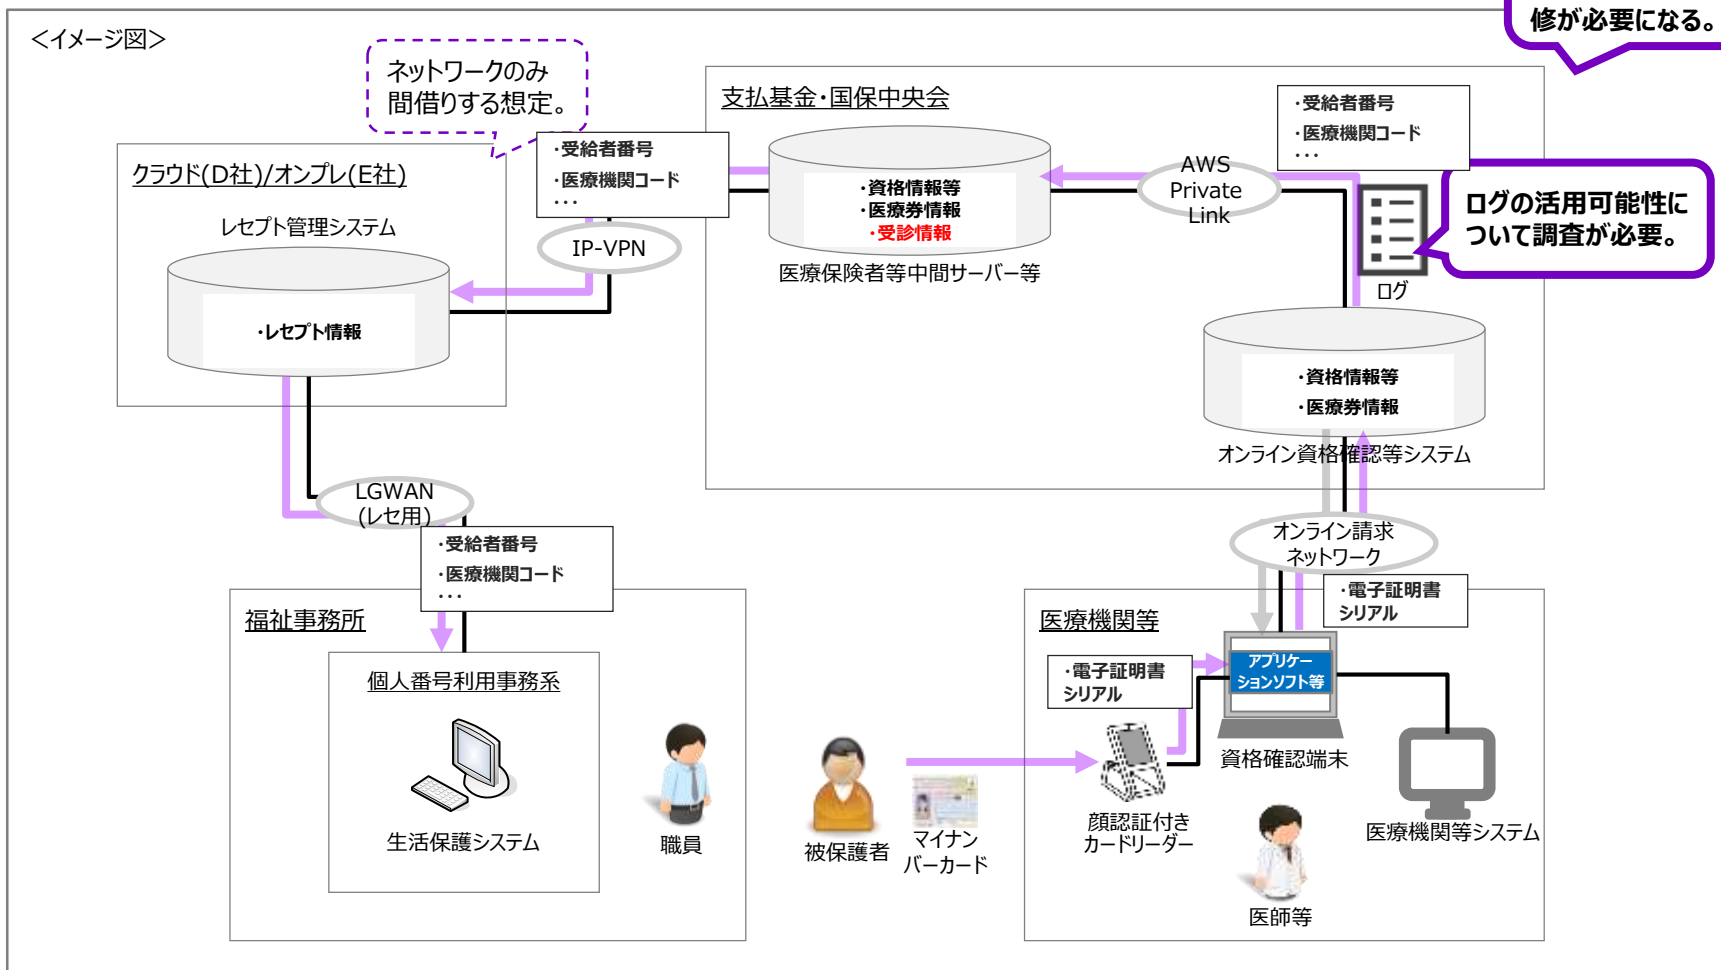 修が必要になる。
＜イメージ図＞
ネットワークのみ
間借りする想定。
支払基金・国保中央会
・受給者番号
・医療機関コード
・・・
・受給者番号
・医療機関コード
・・・
クラウド(D社)/オンプレ(E社)
AWS
Private
Link
・資格情報等
・医療券情報
・受診情報
ログの活用可能性に
ついて調査が必要。
レセプト管理システム
IP-VPN
医療保険者等中間サーバー等
ログ
・レセプト情報
・資格情報等
・医療券情報
オンライン資格確認等システム
LGWAN
(レセ用)
・受給者番号
・医療機関コード
・・・
オンライン請求
ネットワーク
・電子証明書
シリアル
福祉事務所
医療機関等
個人番号利用事務系
・電子証明書
シリアル
アプリケー
ションソフト等
資格確認端末
生活保護システム
職員
被保護者
マイナン
バーカード
顔認証付き
カードリーダー
医療機関等システム
医師等